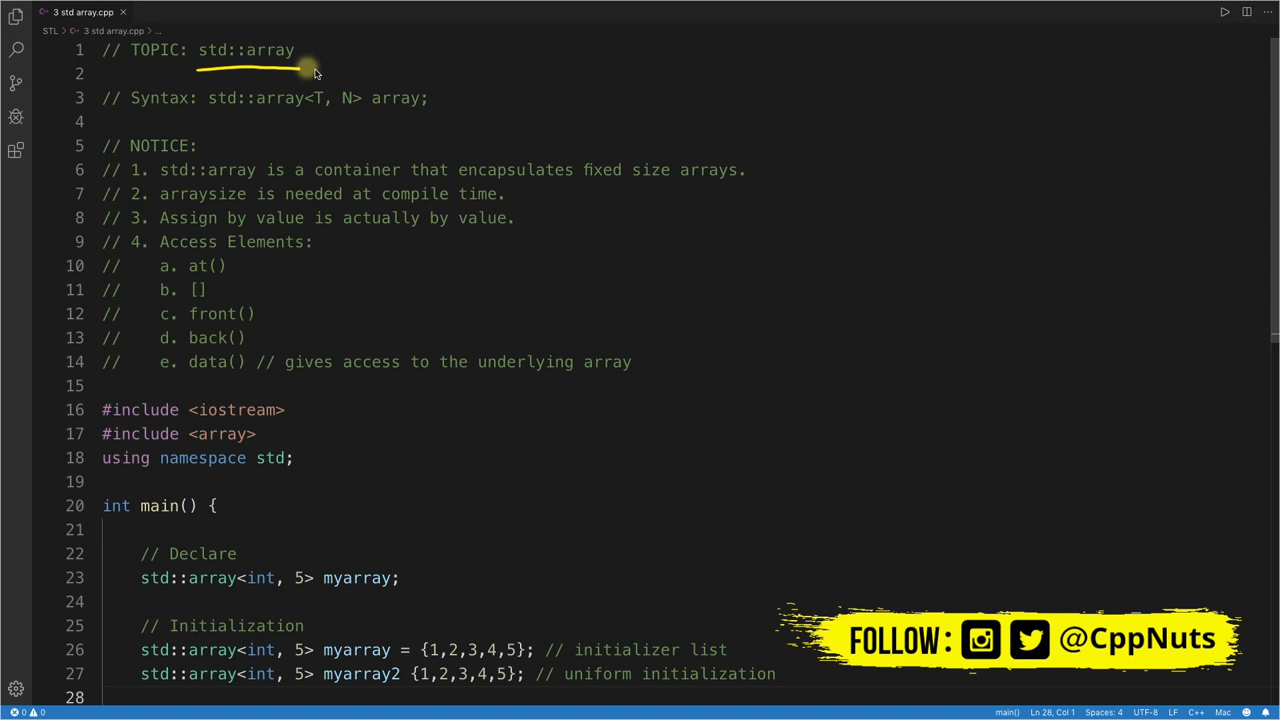 3 std array.cpp
STL > 3 std array.cpp > ...
1 // TOPIC: std::array
2
3 // Syntax: std::array<T, N> array;
4
5 // NOTICE:
6 // 1. std::array is a container that encapsulates fixed size arrays.
7 // 2. arraysize is needed at compile time.
8 // 3. Assign by value is actually by value.
9 // 4. Access Elements:
10 //    a. at()
11 //    b. []
12 //    c. front()
13 //    d. back()
14 //    e. data() // gives access to the underlying array
15
16 #include <iostream>
17 #include <array>
18 using namespace std;
19
20 int main() {
21
22     // Declare
23     std::array<int, 5> myarray;
24
25     // Initialization
26     std::array<int, 5> myarray = {1,2,3,4,5}; // initializer list
27     std::array<int, 5> myarray2 {1,2,3,4,5}; // uniform initialization
28
FOLLOW: @CppNuts
0 0 main() Ln 28, Col 1 Spaces: 4 UTF-8 LF C++ Mac